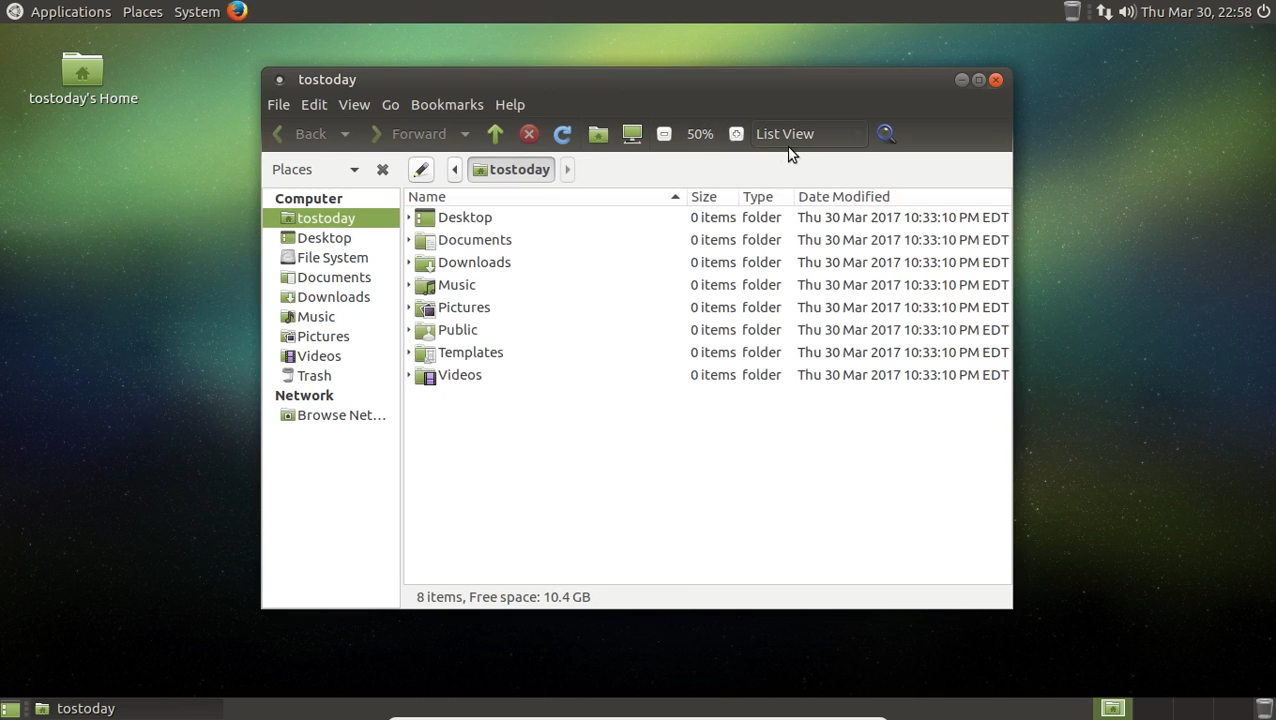 Applications Places System Thu Mar 30, 22:58
tostoday's Home
tostoday
File Edit View Go Bookmarks Help
Back Forward 50% List View
Places tostoday
Computer
tostoday
Desktop
File System
Documents
Downloads
Music
Pictures
Videos
Trash
Network
Browse Net...
Name Size Type Date Modified
Desktop 0 items folder Thu 30 Mar 2017 10:33:10 PM EDT
Documents 0 items folder Thu 30 Mar 2017 10:33:10 PM EDT
Downloads 0 items folder Thu 30 Mar 2017 10:33:10 PM EDT
Music 0 items folder Thu 30 Mar 2017 10:33:10 PM EDT
Pictures 0 items folder Thu 30 Mar 2017 10:33:10 PM EDT
Public 0 items folder Thu 30 Mar 2017 10:33:10 PM EDT
Templates 0 items folder Thu 30 Mar 2017 10:33:10 PM EDT
Videos 0 items folder Thu 30 Mar 2017 10:33:10 PM EDT
8 items, Free space: 10.4 GB
tostoday